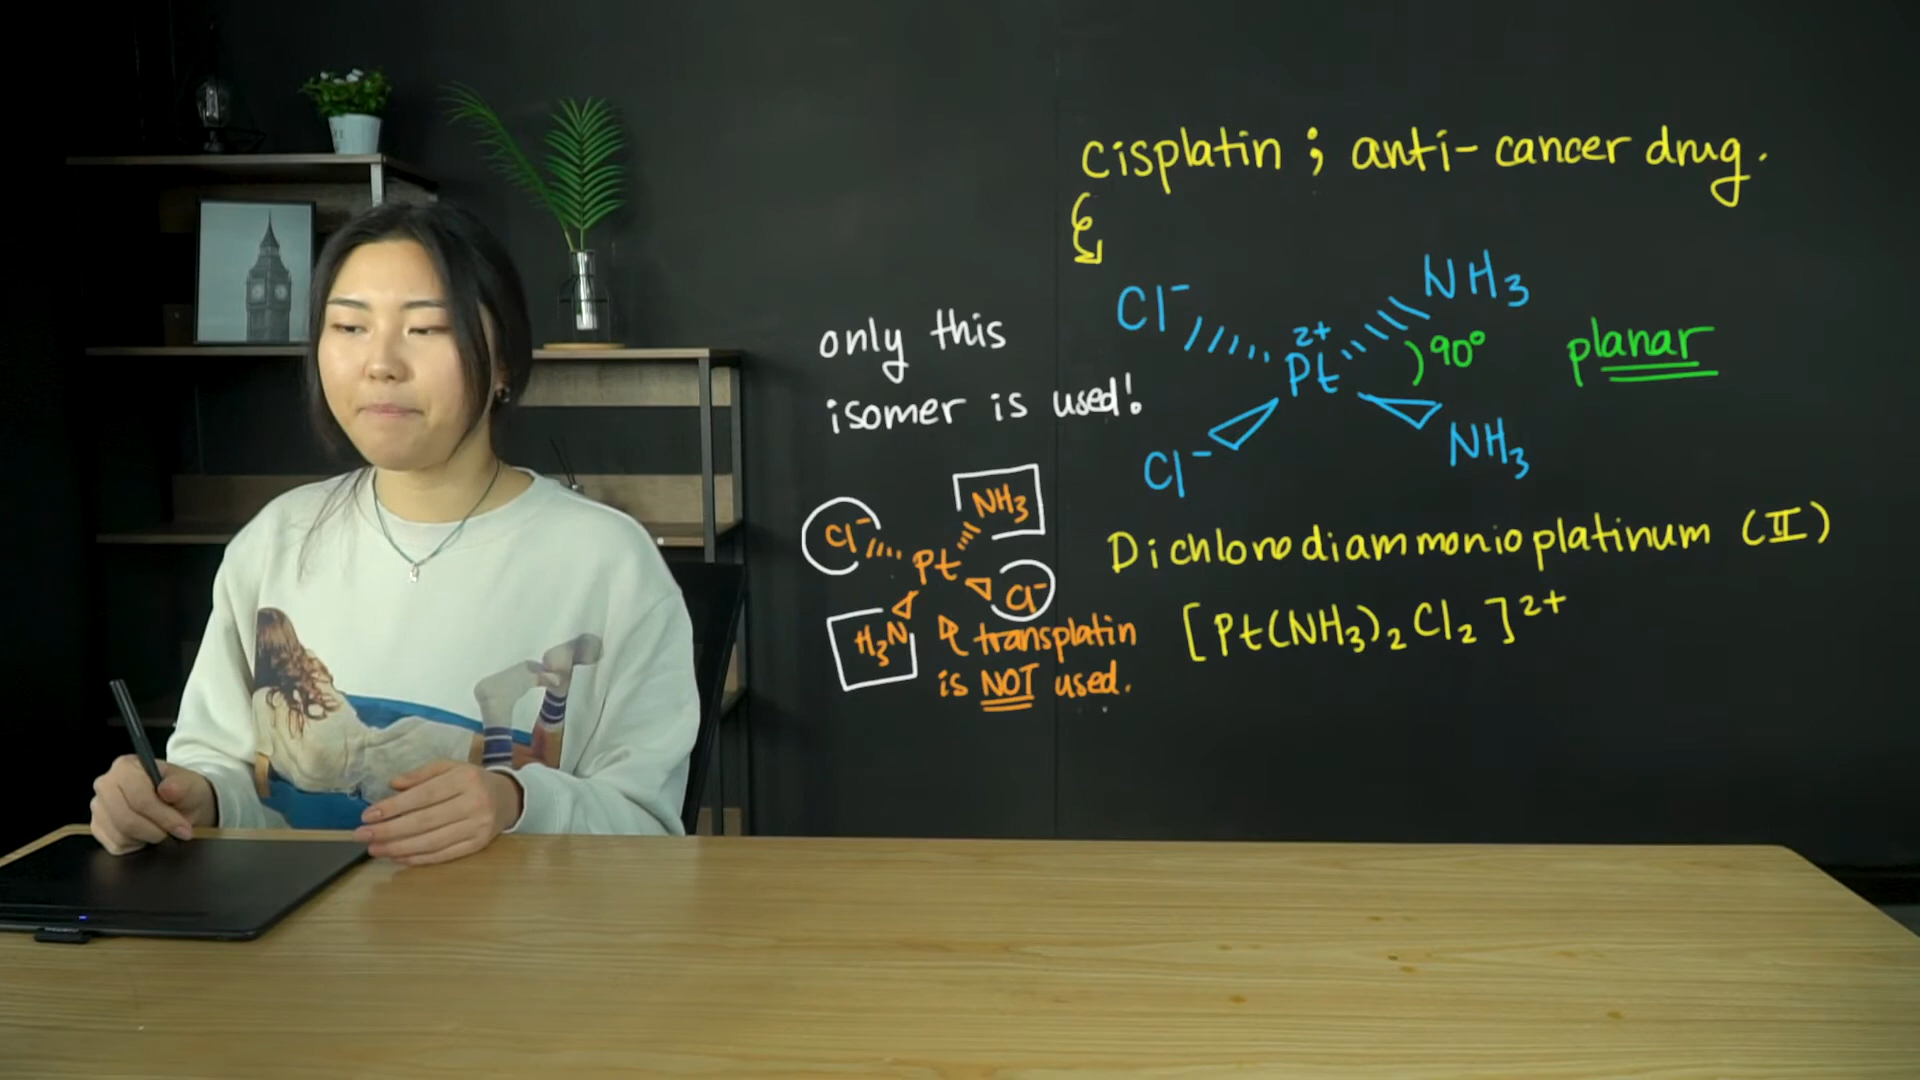 cisplatin ; anti-cancer drug.
Cl⁻ NH₃
2+
Pt
)90°
planar
Cl⁻ NH₃
only this
isomer is used!
Cl⁻ NH₃
Pt
H₃N Cl⁻
transplatin
is NOT used.
Dichlorodiammonioplatinum (II)
[Pt(NH₃)₂Cl₂]²⁺